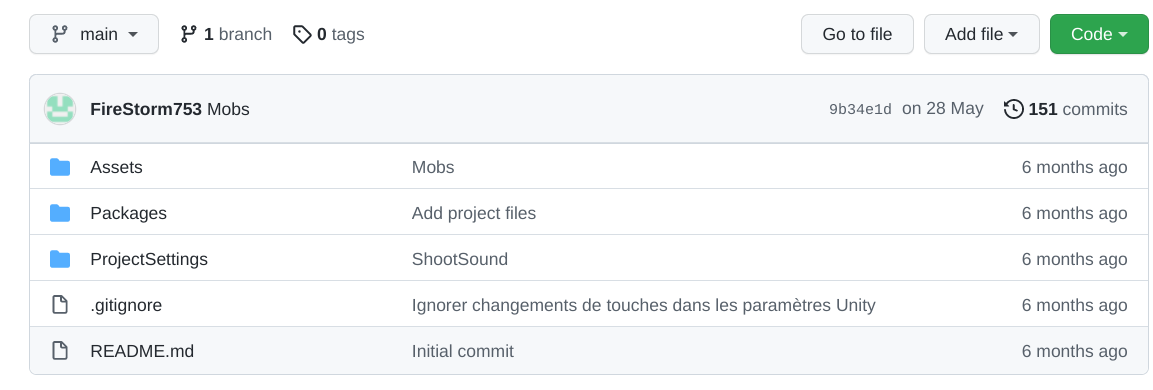 main 1 branch 0 tags Go to file Add file Code
FireStorm753 Mobs 9b34e1d on 28 May 151 commits
Assets Mobs 6 months ago
Packages Add project files 6 months ago
ProjectSettings ShootSound 6 months ago
.gitignore Ignorer changements de touches dans les paramètres Unity 6 months ago
README.md Initial commit 6 months ago